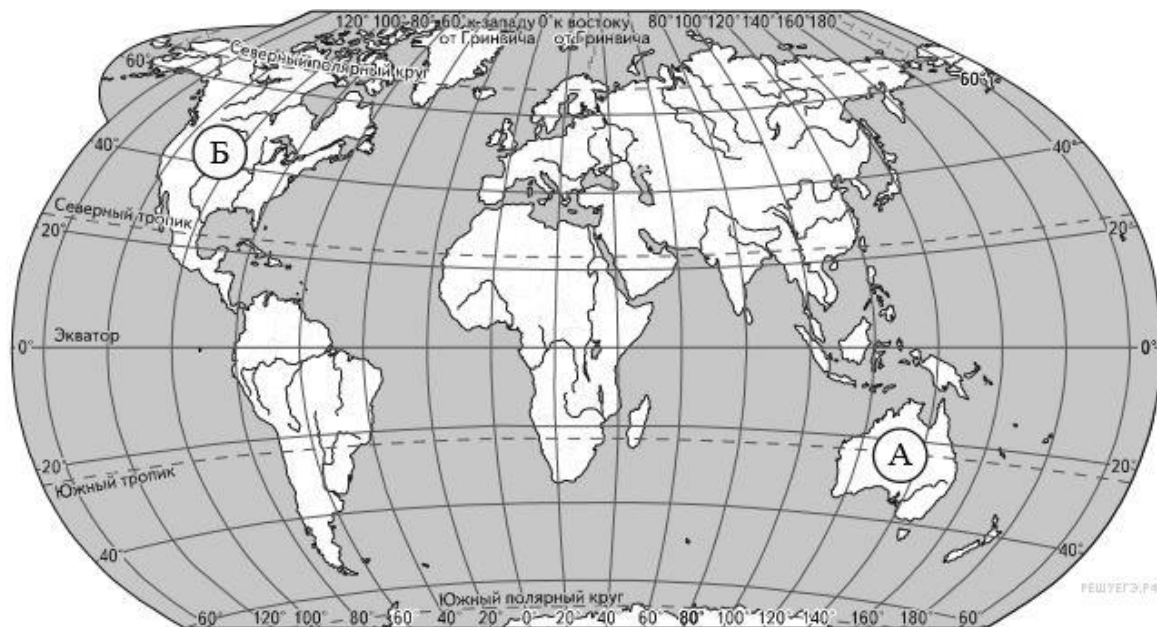 120° 100° 80° 60° к западу 0° к востоку 80° 100° 120° 140° 160° 180°
от Гринвича от Гринвича
60° Северный полярный круг 60°
Б
40° 40°
Северный тропик
20° 20°
Экватор
0° 0°
А
20° 20°
Южный тропик
40° 40°
РЕШУЕГЭ.РФ
Южный полярный круг
60° 120° 100° 80° 60° 40° 20° 0° 20° 40° 60° 80° 100° 120° 140° 160° 180° 60°